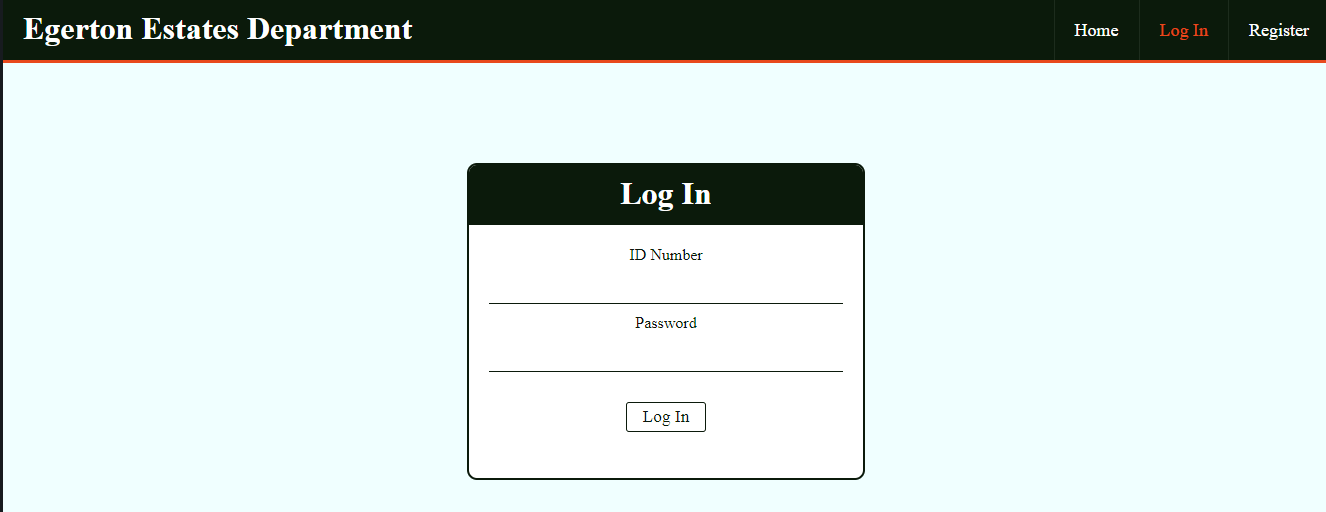 Egerton Estates Department
Home
Log In
Register
Log In
ID Number
Password
Log In